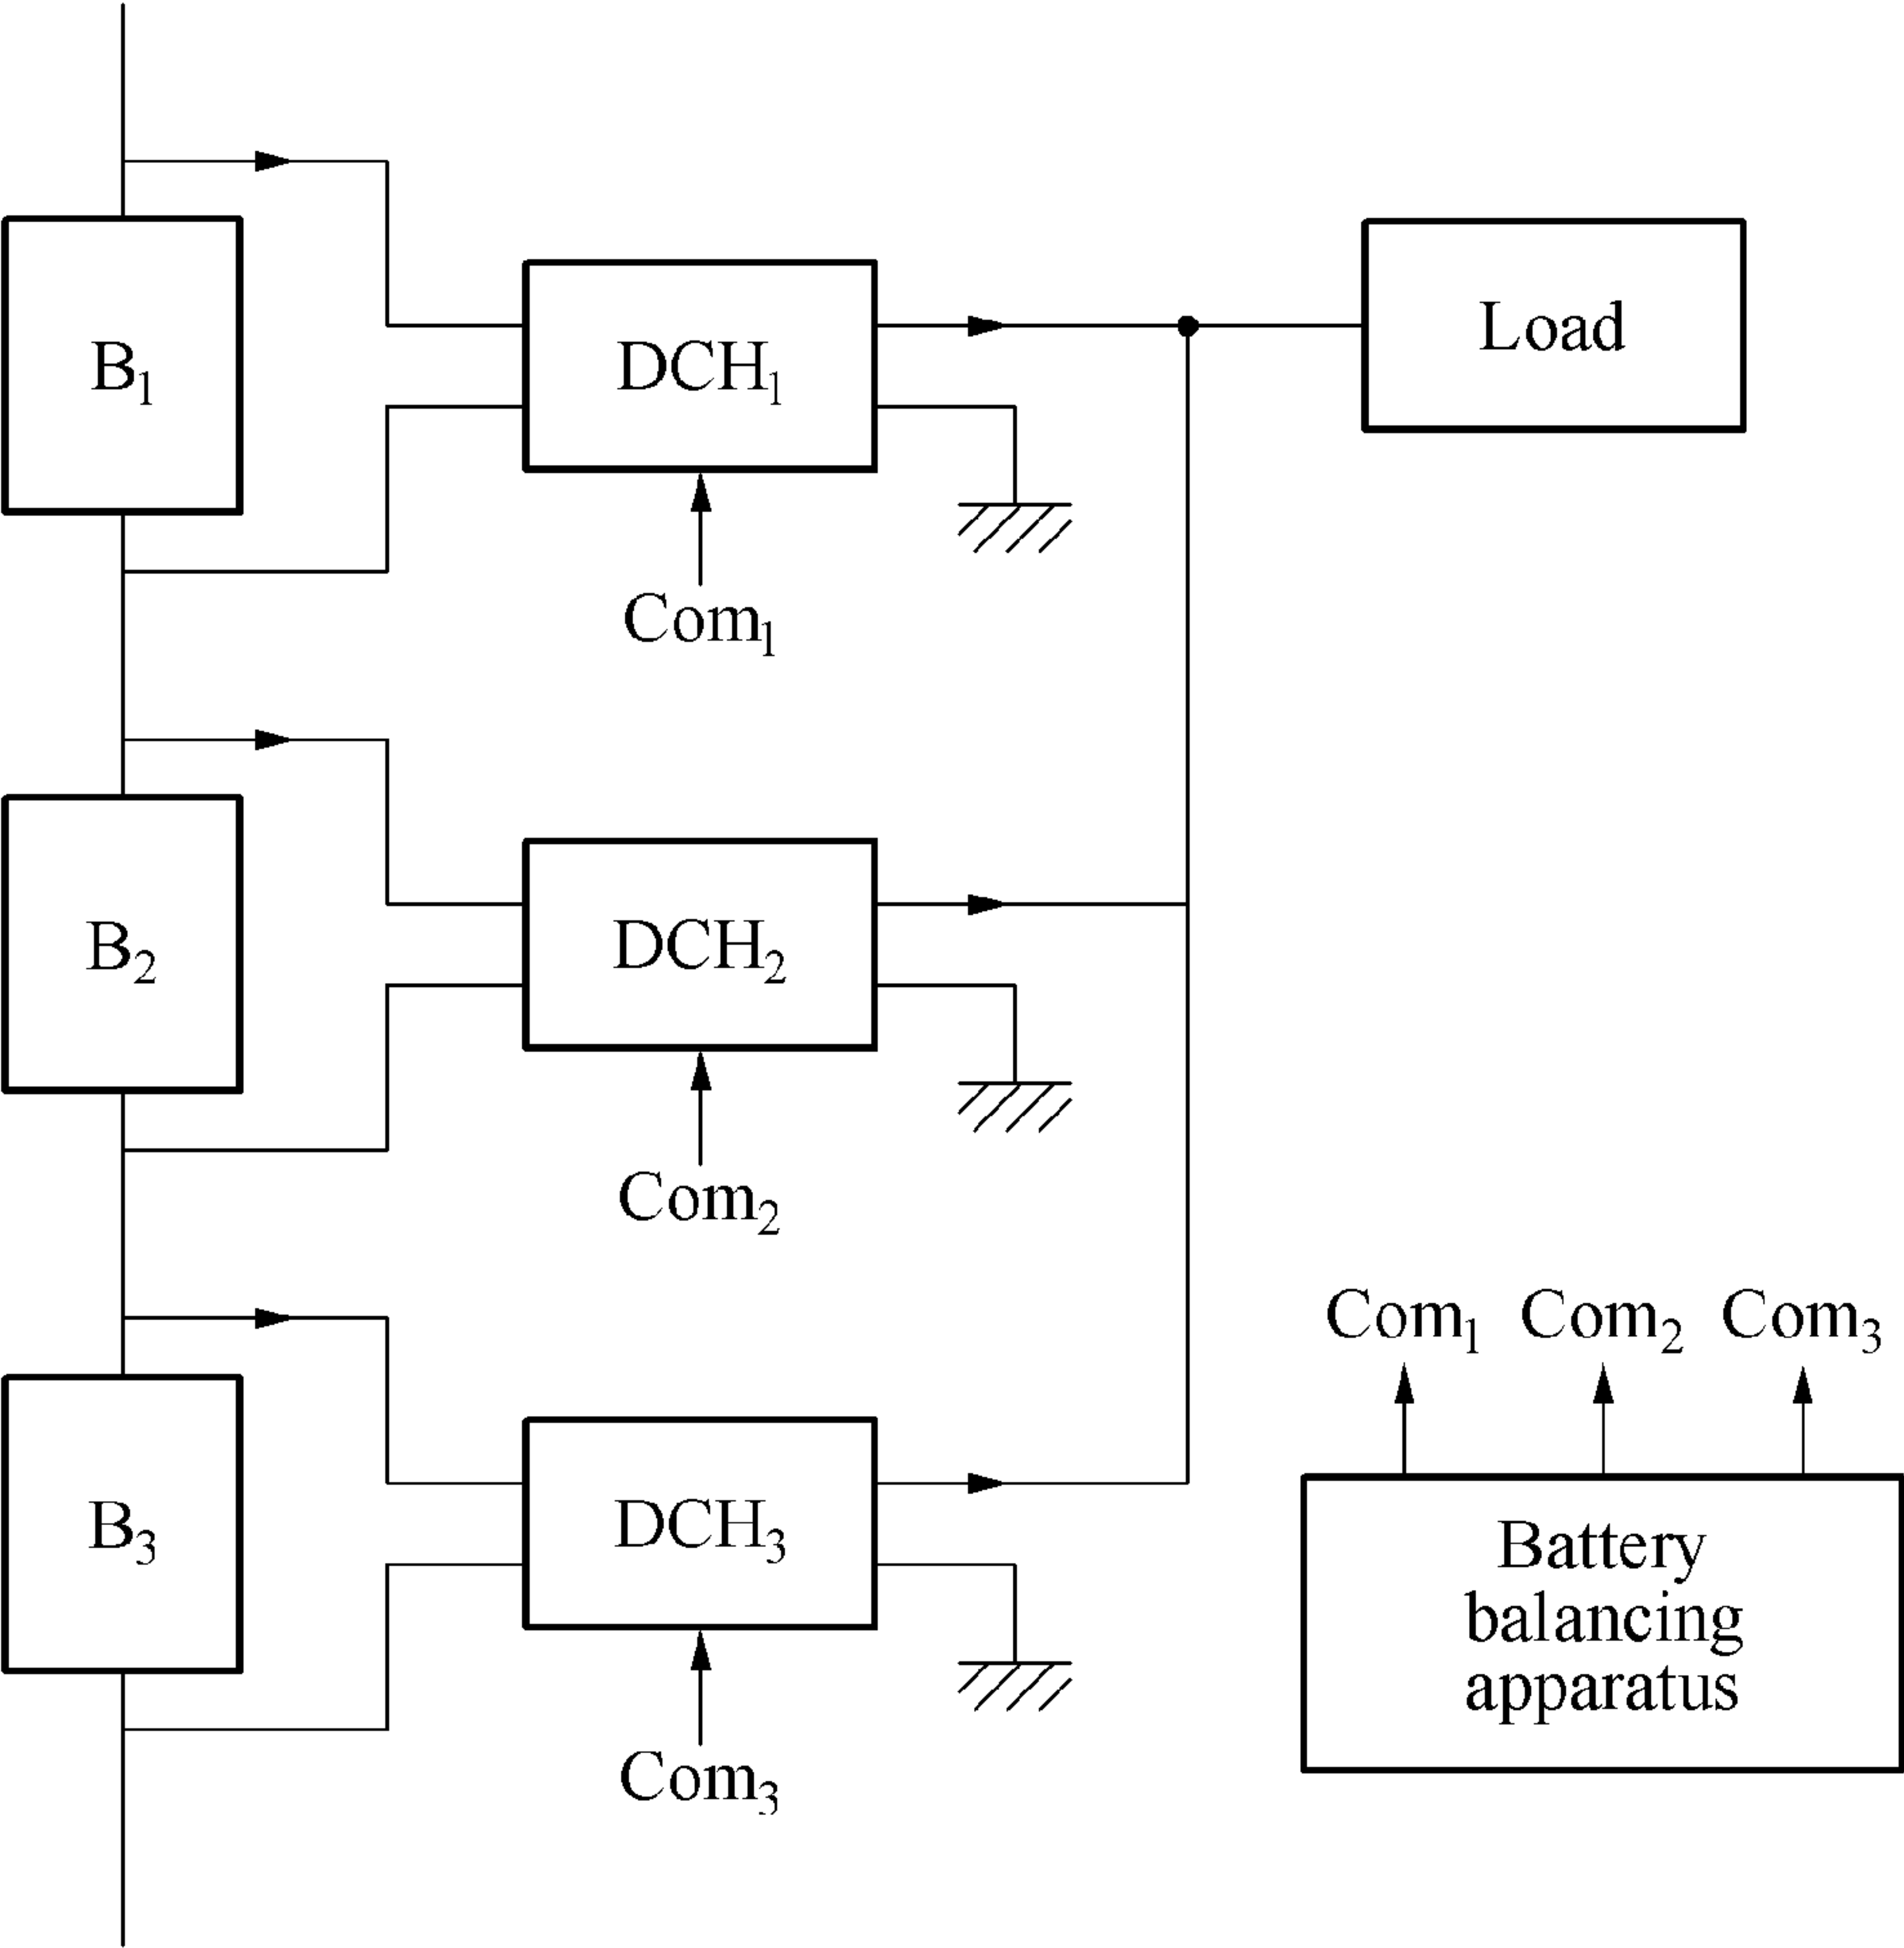 B₁
DCH₁
Load
Com₁
B₂
DCH₂
Com₂
Com₁ Com₂ Com₃
B₃
DCH₃
Battery
balancing
apparatus
Com₃